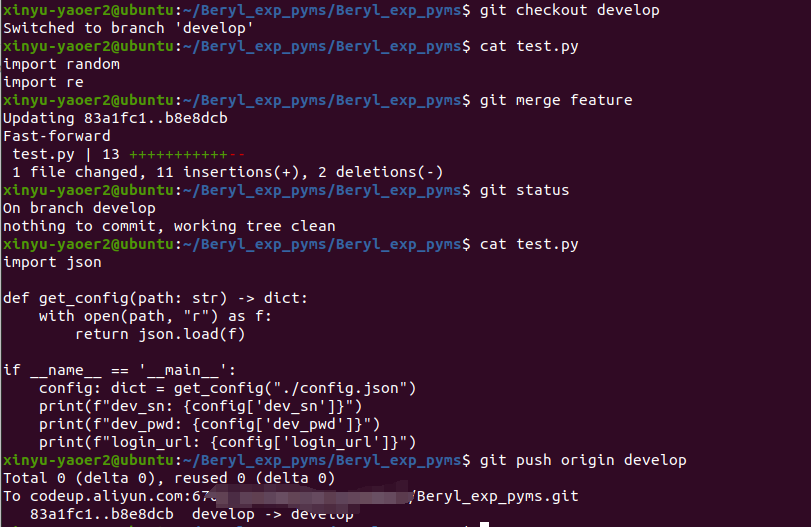 xinyu-yaoer2@ubuntu:~/Beryl_exp_pyms/Beryl_exp_pyms$ git checkout develop
Switched to branch 'develop'
xinyu-yaoer2@ubuntu:~/Beryl_exp_pyms/Beryl_exp_pyms$ cat test.py
import random
import re
xinyu-yaoer2@ubuntu:~/Beryl_exp_pyms/Beryl_exp_pyms$ git merge feature
Updating 83a1fc1..b8e8dcb
Fast-forward
 test.py | 13 +++++++++++--
 1 file changed, 11 insertions(+), 2 deletions(-)
xinyu-yaoer2@ubuntu:~/Beryl_exp_pyms/Beryl_exp_pyms$ git status
On branch develop
nothing to commit, working tree clean
xinyu-yaoer2@ubuntu:~/Beryl_exp_pyms/Beryl_exp_pyms$ cat test.py
import json

def get_config(path: str) -> dict:
    with open(path, "r") as f:
        return json.load(f)

if __name__ == '__main__':
    config: dict = get_config("./config.json")
    print(f"dev_sn: {config['dev_sn']}")
    print(f"dev_pwd: {config['dev_pwd']}")
    print(f"login_url: {config['login_url']}")
xinyu-yaoer2@ubuntu:~/Beryl_exp_pyms/Beryl_exp_pyms$ git push origin develop
Total 0 (delta 0), reused 0 (delta 0)
To codeup.aliyun.com:67 /Beryl_exp_pyms.git
   83a1fc1..b8e8dcb  develop -> develop